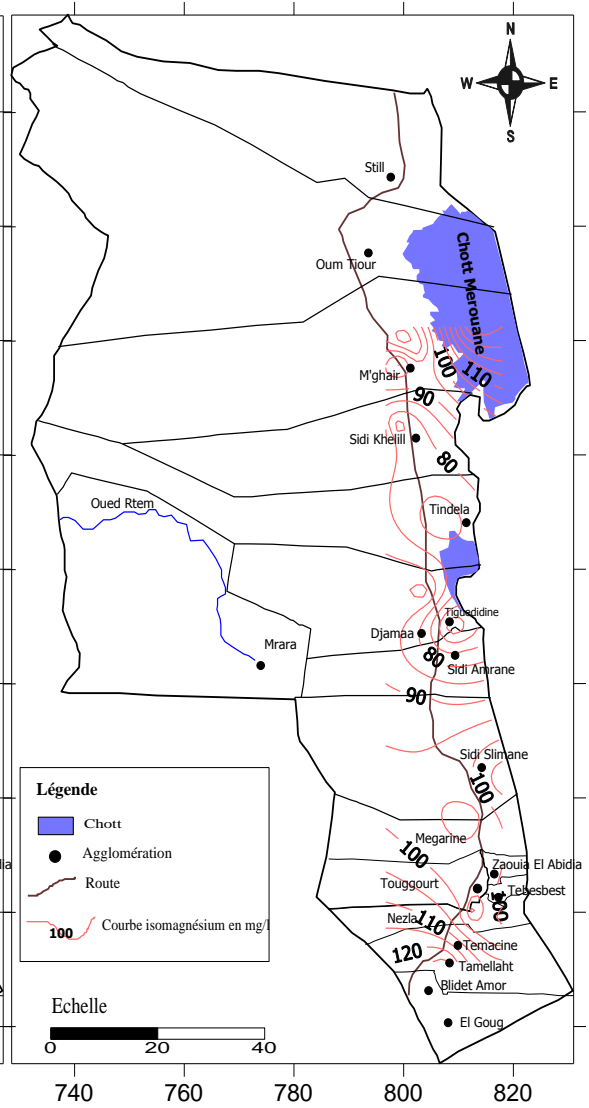 N
W E
S
Still
Chott Merouane
Oum Tiour
100
110
M'ghair
90
Sidi Khelill
80
Oued Rtem
Tindela
Tiguedidine
Djamaa
Mrara
80
Sidi Amrane
90
Sidi Slimane
100
Légende
Chott
Agglomération
Route
100 Courbe isomagnésium en mg/l
Megarine
100
Zaouia El Abidia
Touggourt
Tebesbest
100
Nezla
110
Temacine
120
Tamellaht
Blidet Amor
El Goug
Echelle
0 20 40
740 760 780 800 820